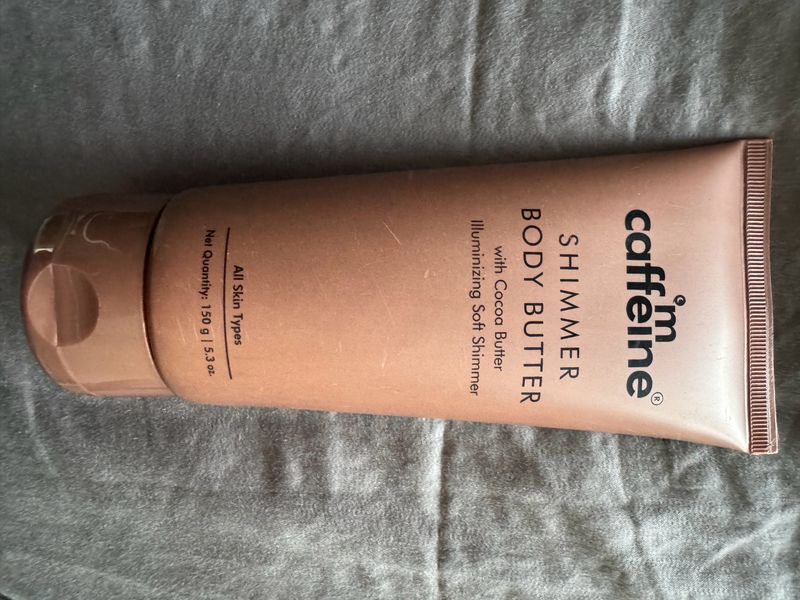 m
caffeine®
SHIMMER
BODY BUTTER
with Cocoa Butter
Illuminizing Soft Shimmer
All Skin Types
Net Quantity: 150 g | 5.3 oz.